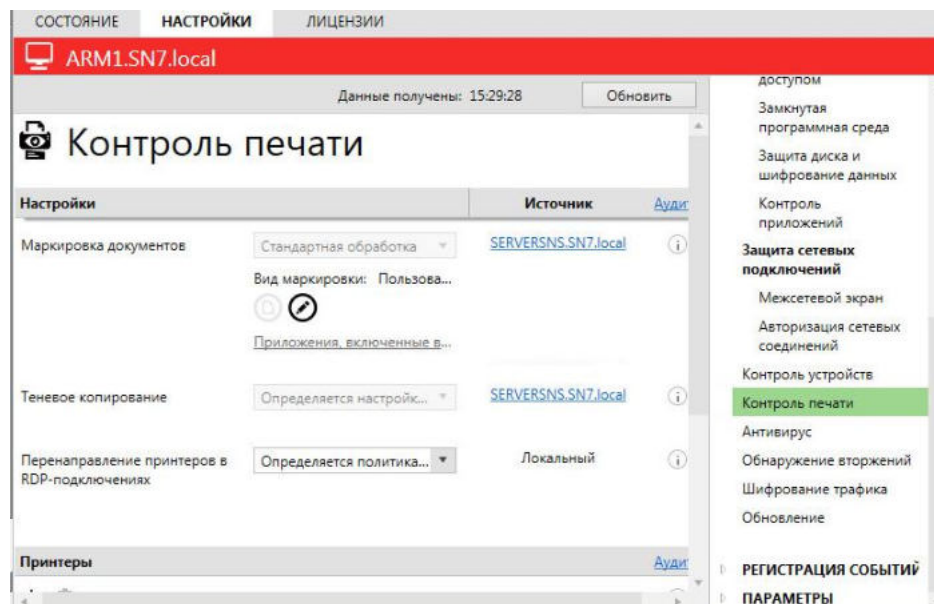 СОСТОЯНИЕ НАСТРОЙКИ ЛИЦЕНЗИИ
ARM1.SN7.local
Данные получены: 15:29:28 Обновить
Контроль печати
Настройки Источник Аудит
Маркировка документов Стандартная обработка SERVERSNS.SN7.local
Вид маркировки: Пользова...
Приложения, включенные в...
Теневое копирование Определяется настройк... SERVERSNS.SN7.local
Перенаправление принтеров в
RDP-подключениях
Определяется политика... Локальный
Принтеры Аудит
доступом
Замкнутая
программная среда
Защита диска и
шифрование данных
Контроль
приложений
Защита сетевых
подключений
Межсетевой экран
Авторизация сетевых
соединений
Контроль устройств
Контроль печати
Антивирус
Обнаружение вторжений
Шифрование трафика
Обновление
РЕГИСТРАЦИЯ СОБЫТИЙ
ПАРАМЕТРЫ